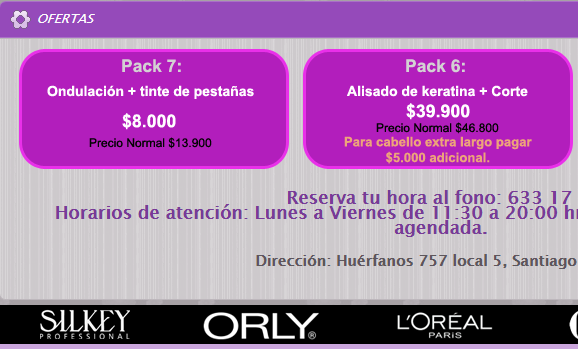 OFERTAS
Pack 7:
Ondulación + tinte de pestañas
$8.000
Precio Normal $13.900
Pack 6:
Alisado de keratina + Corte
$39.900
Precio Normal $46.800
Para cabello extra largo pagar
$5.000 adicional.
Reserva tu hora al fono: 633 17
Horarios de atención: Lunes a Viernes de 11:30 a 20:00
agendada.
Dirección: Huérfanos 757 local 5, Santiago
SILKEY
PROFESSIONAL
ORLY®
L'ORÉAL
PARIS